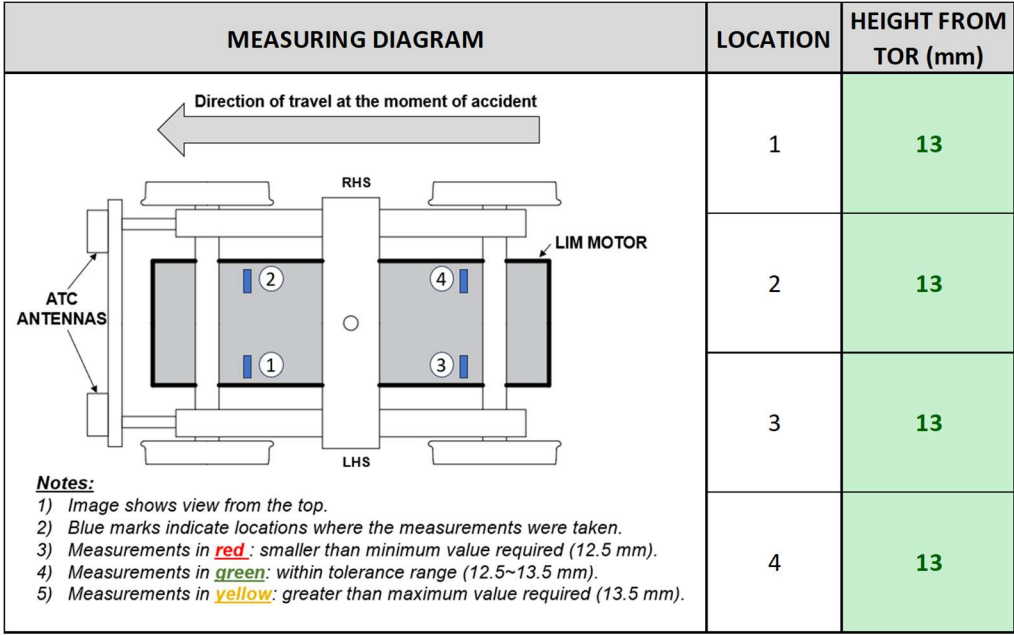 MEASURING DIAGRAM
LOCATION
HEIGHT FROM
TOR (mm)
Direction of travel at the moment of accident
RHS
LIM MOTOR
ATC
ANTENNAS
2
4
1
3
LHS
Notes:
1) Image shows view from the top.
2) Blue marks indicate locations where the measurements were taken.
3) Measurements in red : smaller than minimum value required (12.5 mm).
4) Measurements in green: within tolerance range (12.5~13.5 mm).
5) Measurements in yellow: greater than maximum value required (13.5 mm).
1 13
2 13
3 13
4 13